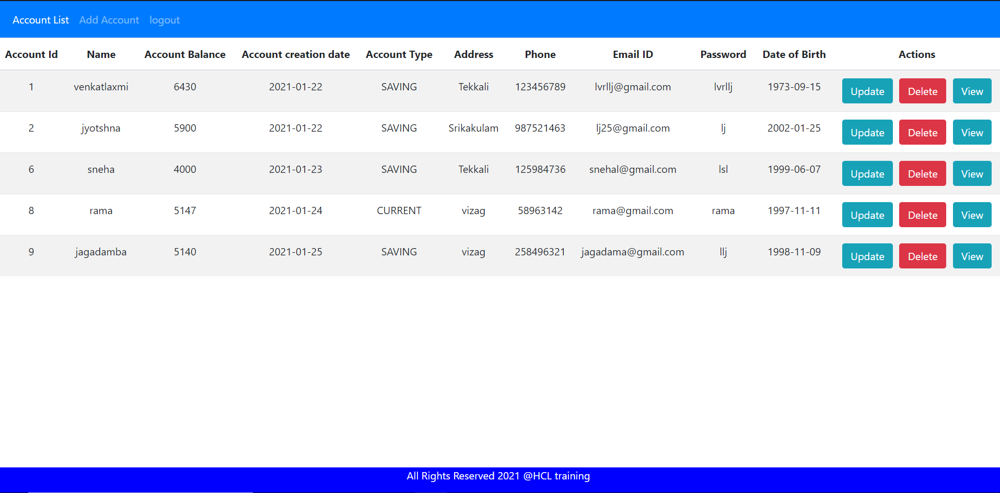 Account List Add Account logout
Account Id Name Account Balance Account creation date Account Type Address Phone Email ID Password Date of Birth Actions
1 venkatlaxmi 6430 2021-01-22 SAVING Tekkali 123456789 lvrllj@gmail.com lvrllj 1973-09-15 Update Delete View
2 jyotshna 5900 2021-01-22 SAVING Srikakulam 987521463 lj25@gmail.com lj 2002-01-25 Update Delete View
6 sneha 4000 2021-01-23 SAVING Tekkali 125984736 snehal@gmail.com lsl 1999-06-07 Update Delete View
8 rama 5147 2021-01-24 CURRENT vizag 58963142 rama@gmail.com rama 1997-11-11 Update Delete View
9 jagadamba 5140 2021-01-25 SAVING vizag 258496321 jagadama@gmail.com llj 1998-11-09 Update Delete View
All Rights Reserved 2021 @HCL training